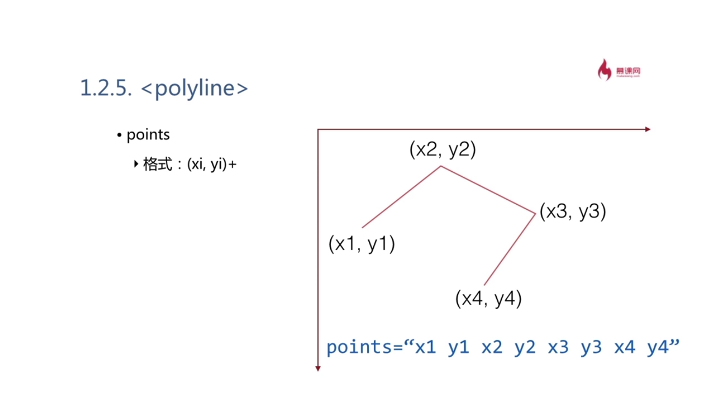 慕课网
1.2.5. <polyline>
• points
格式：(xi, yi)+
(x2, y2)
(x3, y3)
(x1, y1)
(x4, y4)
points=“x1 y1 x2 y2 x3 y3 x4 y4”